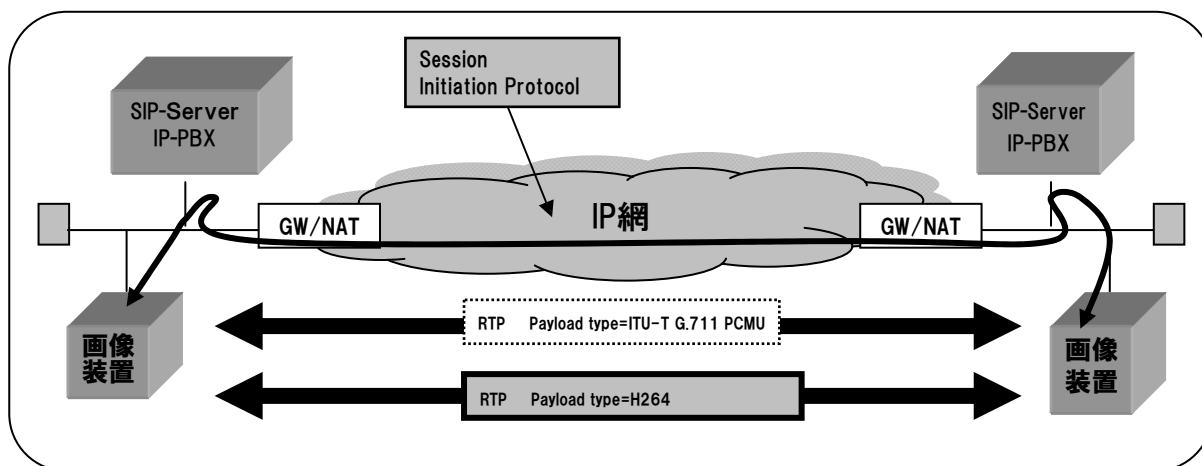 Session
Initiation Protocol
SIP-Server
IP-PBX
SIP-Server
IP-PBX
GW/NAT
IP網
GW/NAT
RTP Payload type=ITU-T G.711 PCMU
画像
装置
画像
装置
RTP Payload type=H264